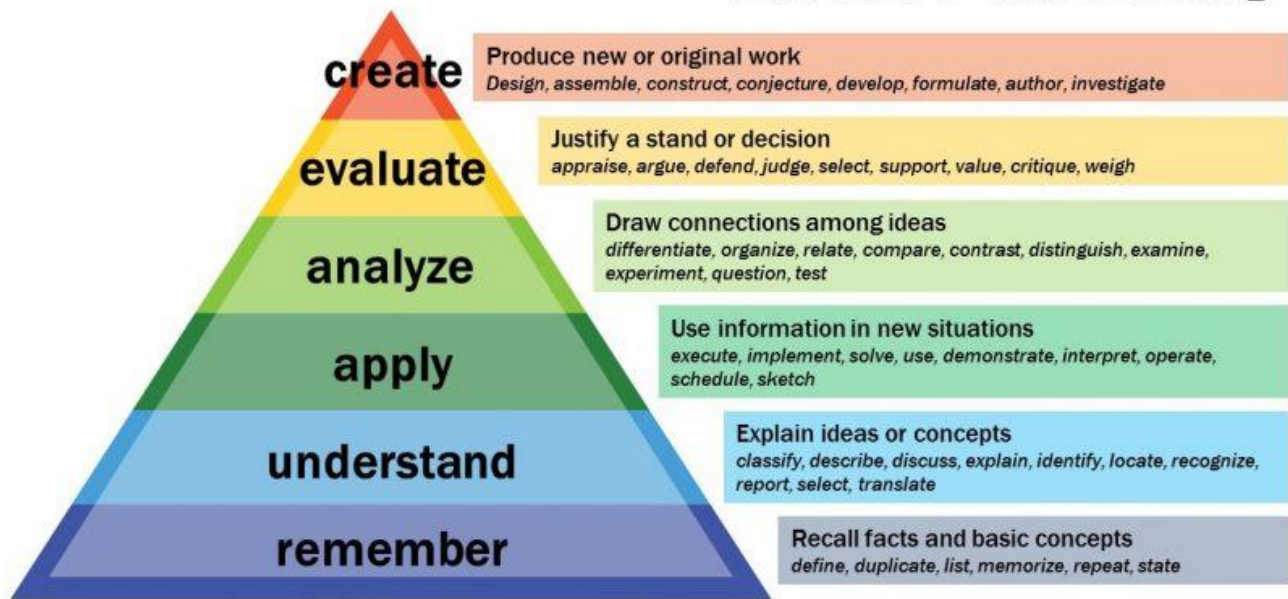 create
Produce new or original work
Design, assemble, construct, conjecture, develop, formulate, author, investigate
evaluate
Justify a stand or decision
appraise, argue, defend, judge, select, support, value, critique, weigh
analyze
Draw connections among ideas
differentiate, organize, relate, compare, contrast, distinguish, examine,
experiment, question, test
apply
Use information in new situations
execute, implement, solve, use, demonstrate, interpret, operate,
schedule, sketch
understand
Explain ideas or concepts
classify, describe, discuss, explain, identify, locate, recognize,
report, select, translate
remember
Recall facts and basic concepts
define, duplicate, list, memorize, repeat, state